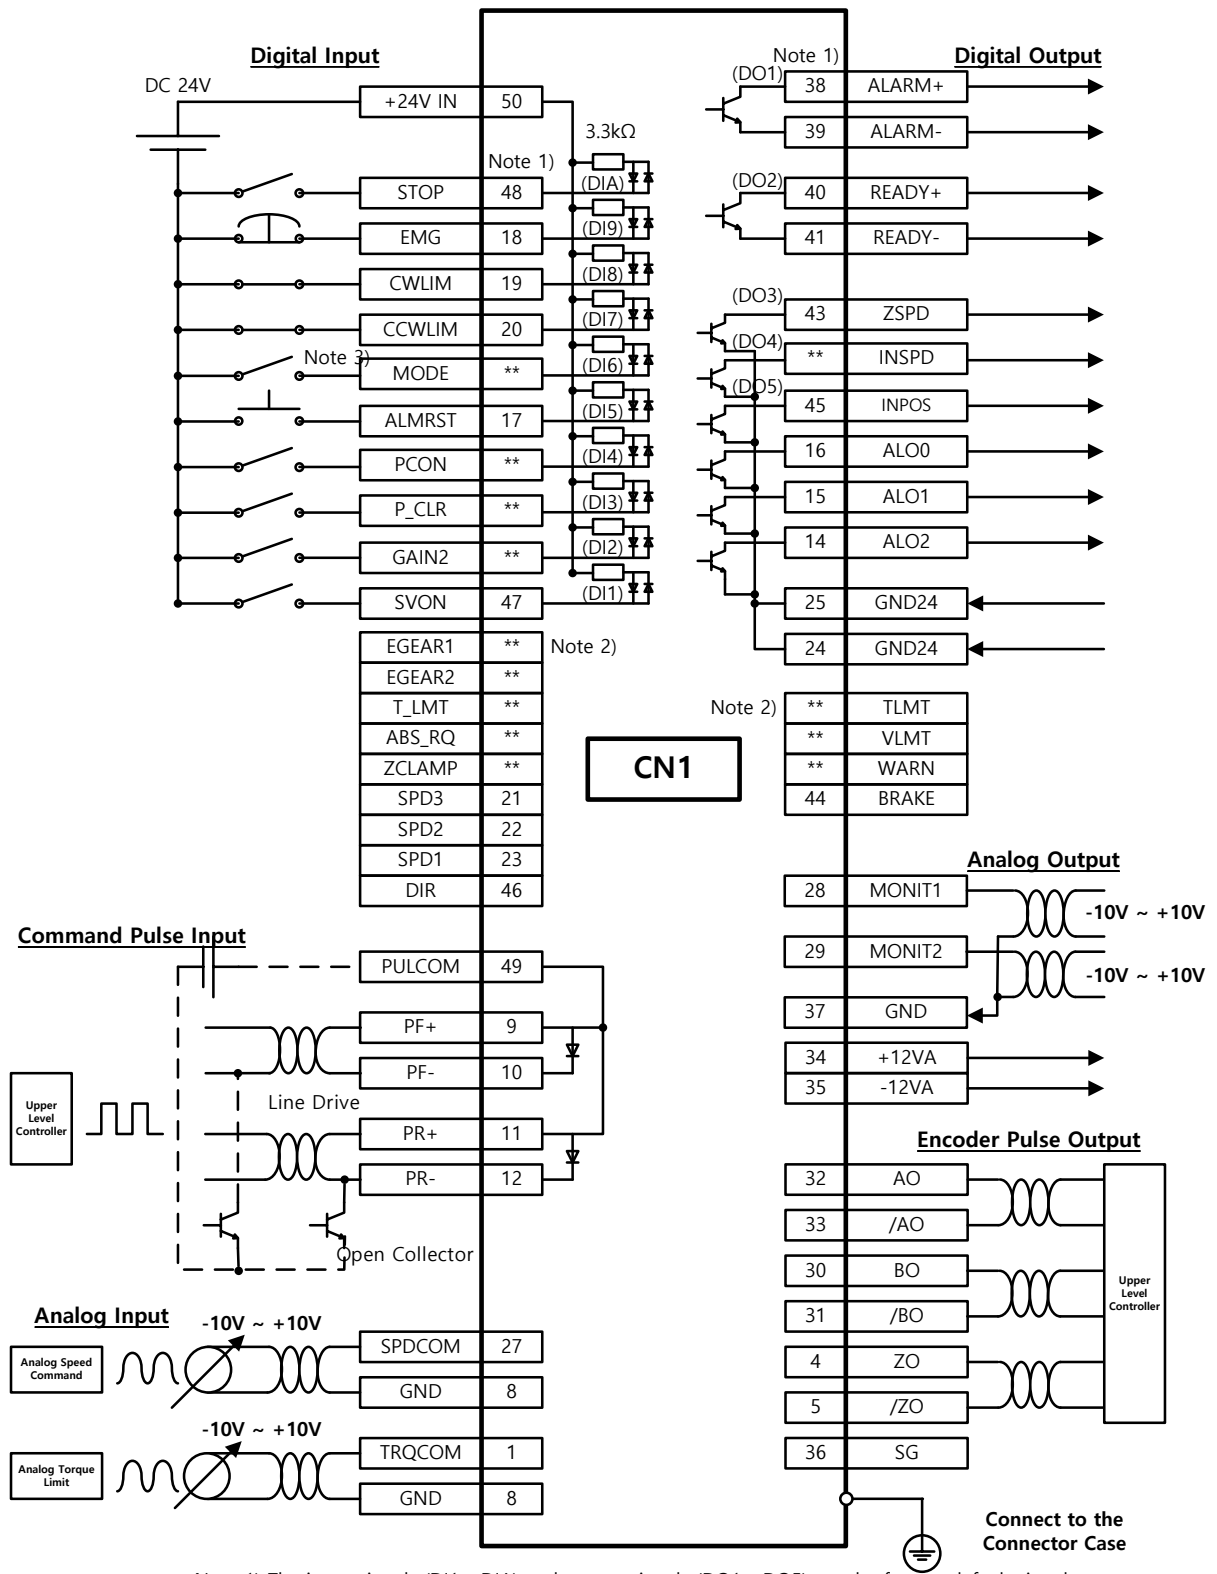 Digital Input
DC 24V
+24V IN 50
3.3kΩ
Note 1)
STOP 48 (DIA)
EMG 18 (DI9)
CWLIM 19 (DI8)
CCWLIM 20 (DI7)
Note 3)
MODE ** (DI6)
ALMRST 17 (DI5)
PCON ** (DI4)
P_CLR ** (DI3)
GAIN2 ** (DI2)
SVON 47 (DI1)
EGEAR1 ** Note 2)
EGEAR2 **
T_LMT **
ABS_RQ **
ZCLAMP **
SPD3 21
SPD2 22
SPD1 23
DIR 46
Command Pulse Input
PULCOM 49
PF+ 9
PF- 10
Line Drive
Upper
Level
Controller
PR+ 11
PR- 12
Open Collector
Analog Input
-10V ~ +10V
Analog Speed
Command
SPDCOM 27
GND 8
-10V ~ +10V
Analog Torque
Limit
TRQCOM 1
GND 8
CN1
Note 1)
Digital Output
(DO1) 38 ALARM+
39 ALARM-
(DO2) 40 READY+
41 READY-
(DO3) 43 ZSPD
(DO4) ** INSPD
(DO5) 45 INPOS
16 ALO0
15 ALO1
14 ALO2
25 GND24
24 GND24
Note 2) ** TLMT
** VLMT
** WARN
44 BRAKE
Analog Output
28 MONIT1
-10V ~ +10V
29 MONIT2
-10V ~ +10V
37 GND
34 +12VA
35 -12VA
Encoder Pulse Output
32 AO
33 /AO
30 BO
31 /BO
4 ZO
5 /ZO
Upper
Level
Controller
36 SG
Connect to the
Connector Case